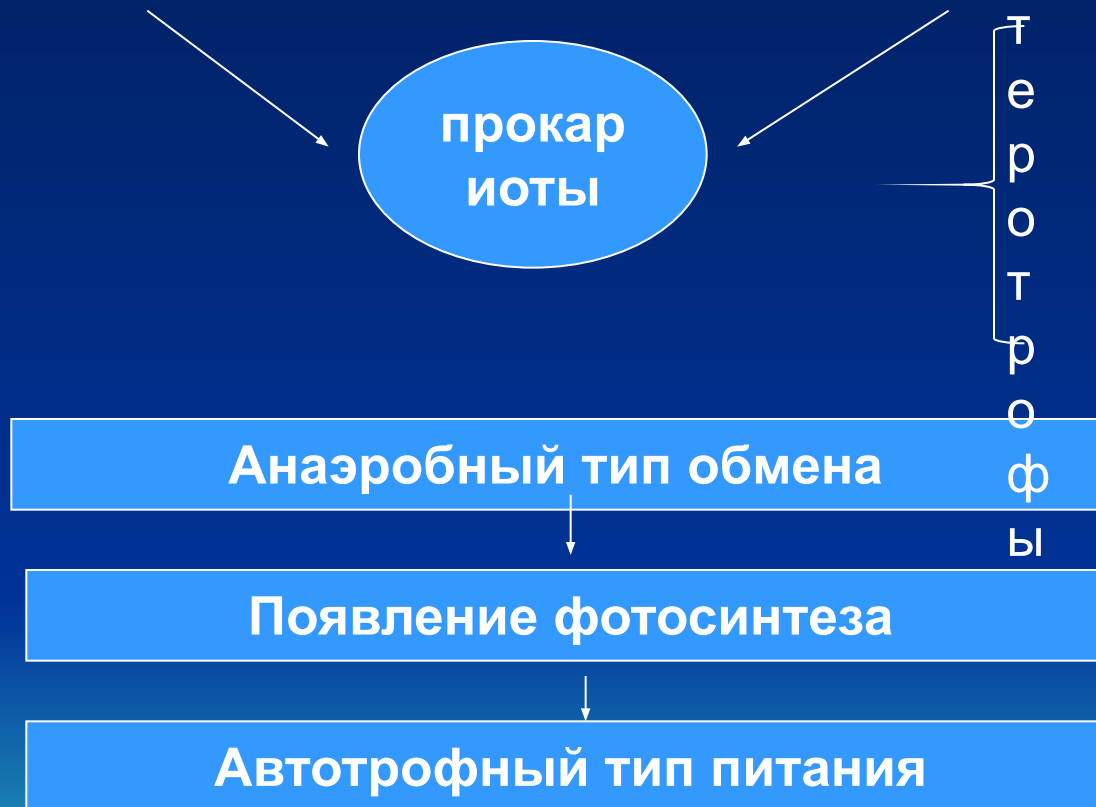 прокар
иоты
т
е
р
о
т
р
о
ф
ы
Анаэробный тип обмена
Появление фотосинтеза
Автотрофный тип питания